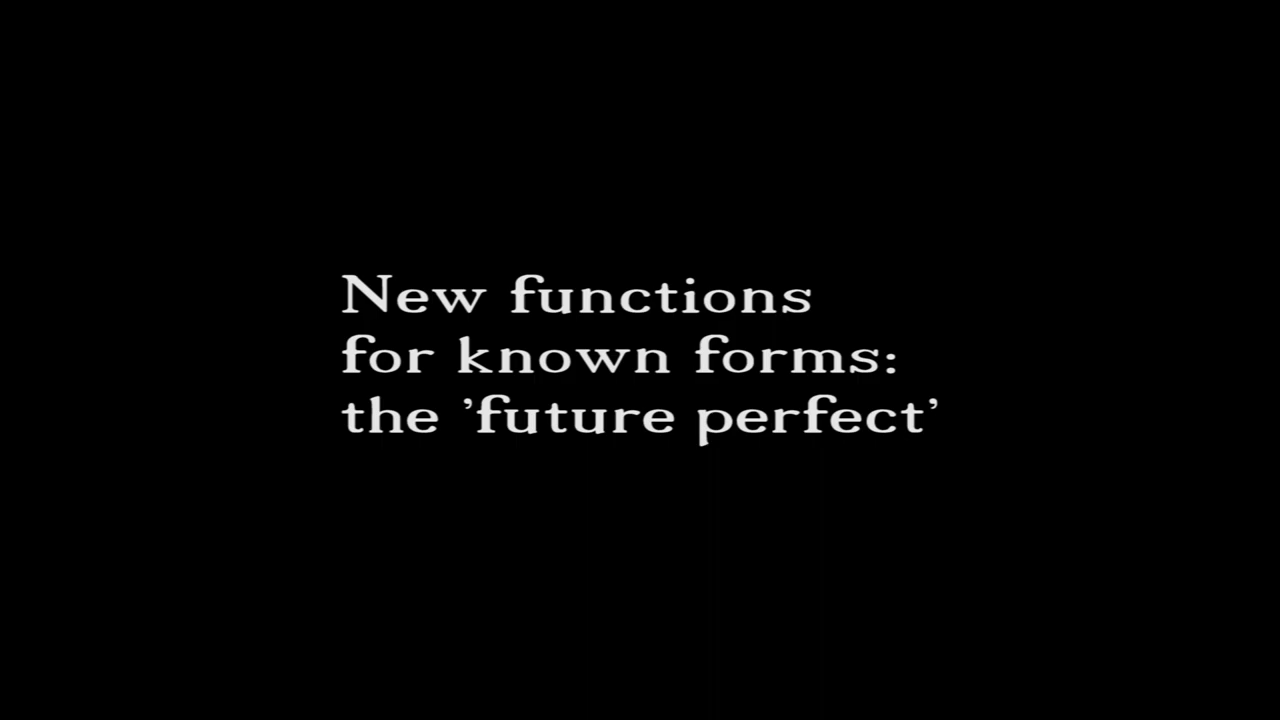 New functions
for known forms:
the ’future perfect’